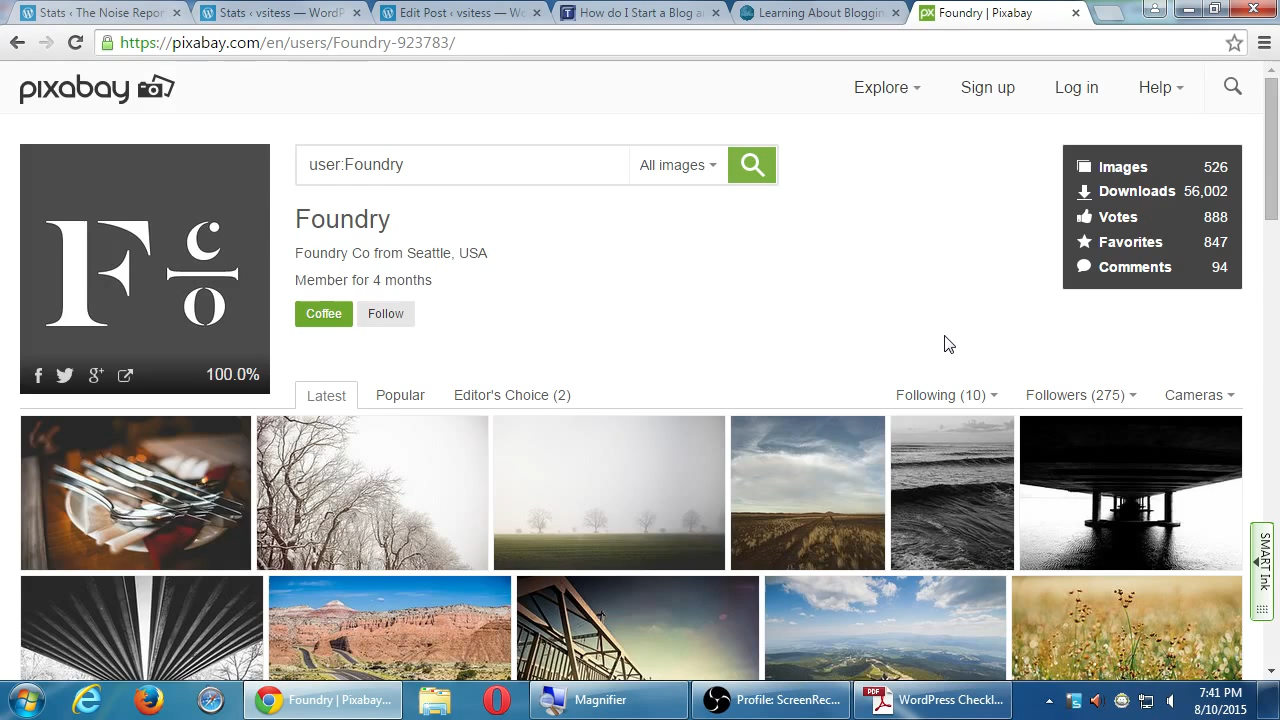 Stats ‹ The Noise Repor
Stats ‹ vsitess — WordP
Edit Post ‹ vsitess — Wo
How do I Start a Blog a
Learning About Bloggin
Foundry | Pixabay
https://pixabay.com/en/users/Foundry-923783/
pixabay
Explore
Sign up
Log in
Help
user:Foundry
All images
Images 526
Downloads 56,002
Votes 888
Favorites 847
Comments 94
F c o
Foundry
Foundry Co from Seattle, USA
Member for 4 months
Coffee
Follow
100.0%
Latest
Popular
Editor's Choice (2)
Following (10)
Followers (275)
Cameras
SMART Ink
Foundry | Pixabay...
Magnifier
Profile: ScreenRec...
PDF
WordPress Checkl...
7:41 PM
8/10/2015